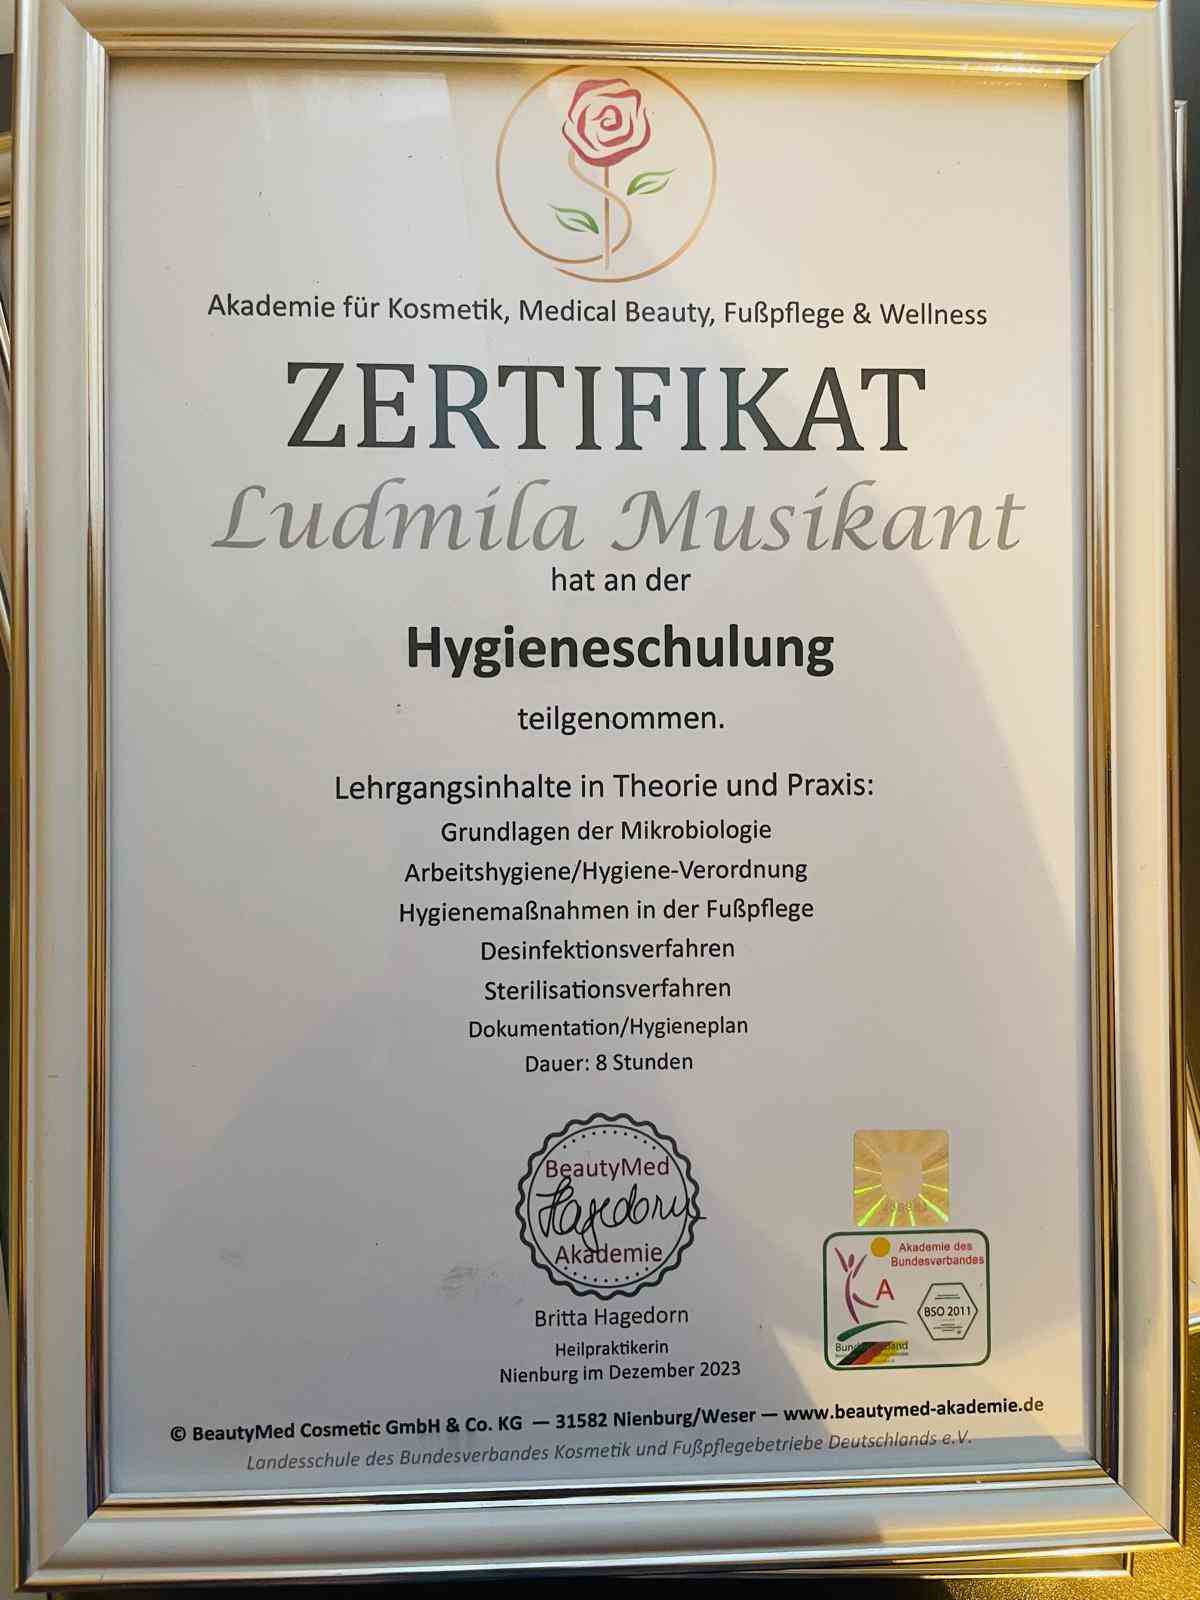 Akademie für Kosmetik, Medical Beauty, Fußpflege & Wellness
ZERTIFIKAT
Ludmila Musikant
hat an der
Hygieneschulung
teilgenommen.
Lehrgangsinhalte in Theorie und Praxis:
Grundlagen der Mikrobiologie
Arbeitshygiene/Hygiene-Verordnung
Hygienemaßnahmen in der Fußpflege
Desinfektionsverfahren
Sterilisationsverfahren
Dokumentation/Hygieneplan
Dauer: 8 Stunden
BeautyMed
Hagedorn
Akademie
Akademie des
Bundesverbandes
A
BSO 2011
Britta Hagedorn
Heilpraktikerin
Nienburg im Dezember 2023
© BeautyMed Cosmetic GmbH & Co. KG — 31582 Nienburg/Weser — www.beautymed-akademie.de
Landesschule des Bundesverbandes Kosmetik und Fußpflegebetriebe Deutschlands e.V.